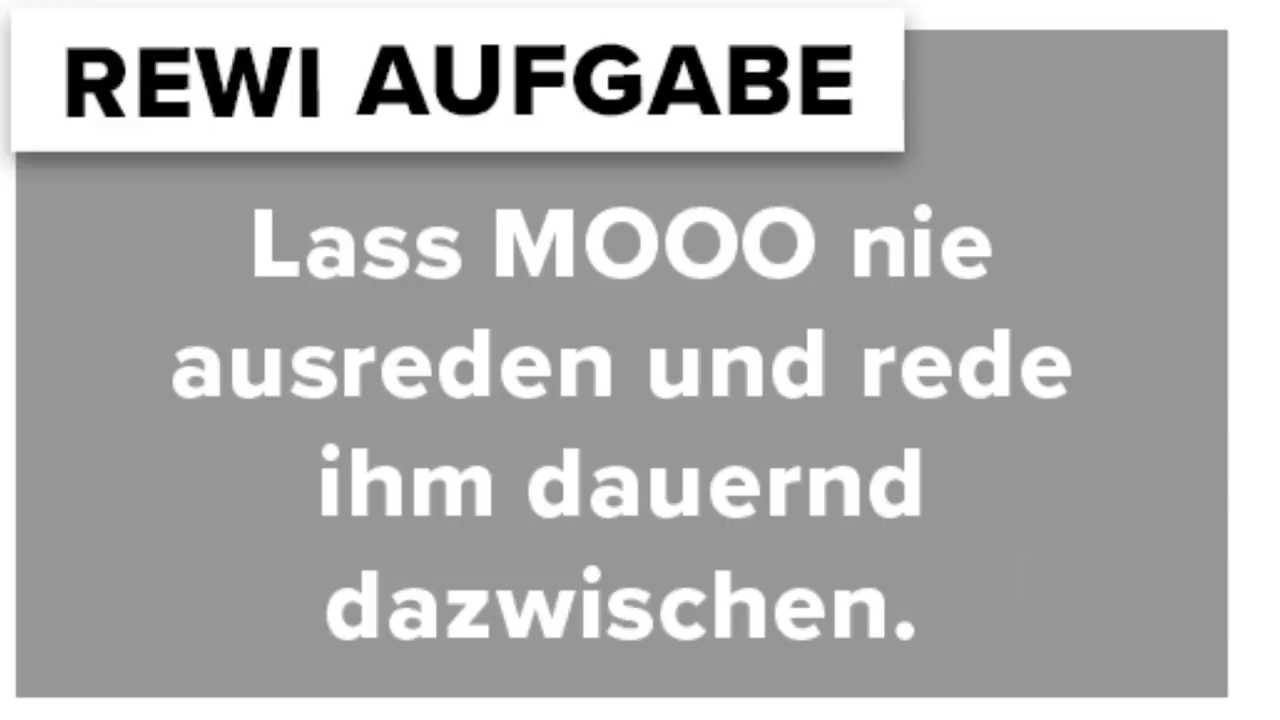 REWI AUFGABE
Lass MOOO nie
ausreden und rede
ihm dauernd
dazwischen.